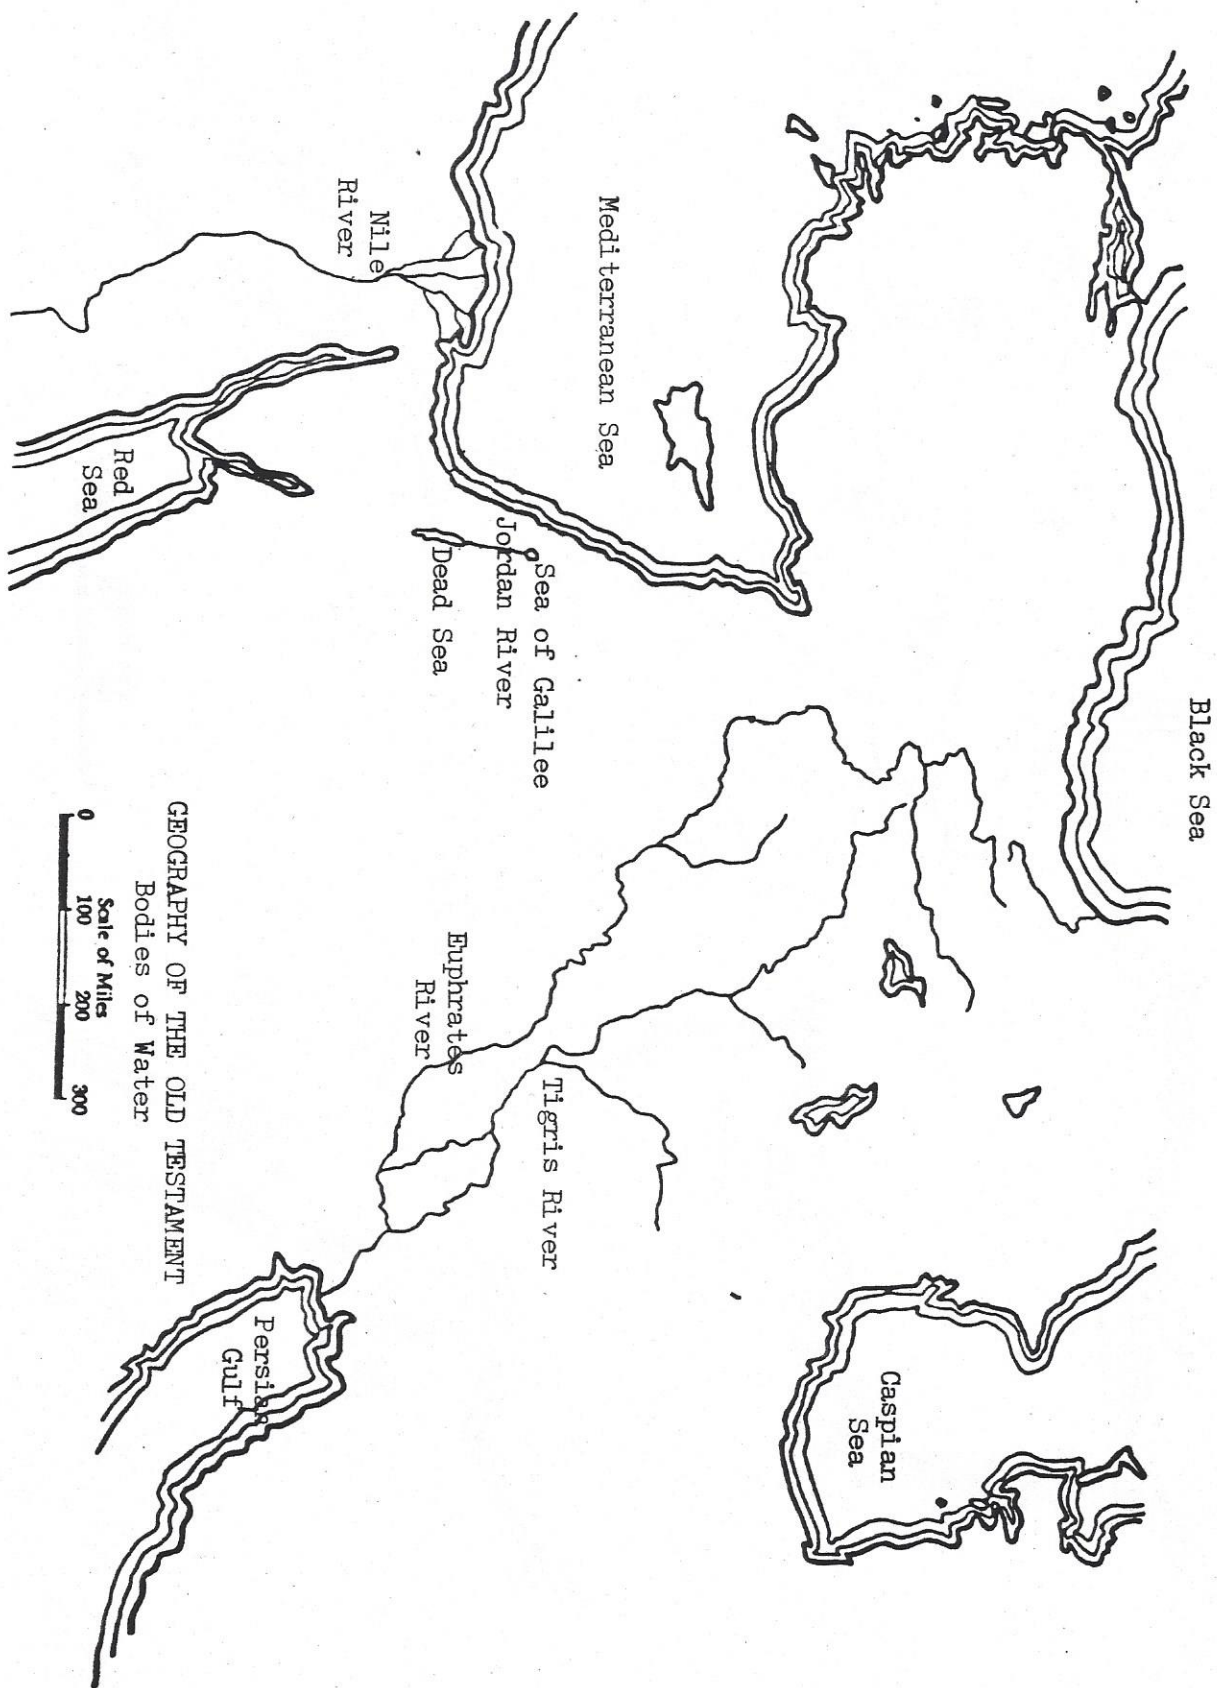 Black Sea
Caspian
Sea
Mediterranean Sea
Sea of Galilee
Jordan River
Dead Sea
Tigris River
Euphrates
River
Nile
River
Persian
Gulf
Red
Sea
GEOGRAPHY OF THE OLD TESTAMENT
Bodies of Water
Scale of Miles
0 100 200 300